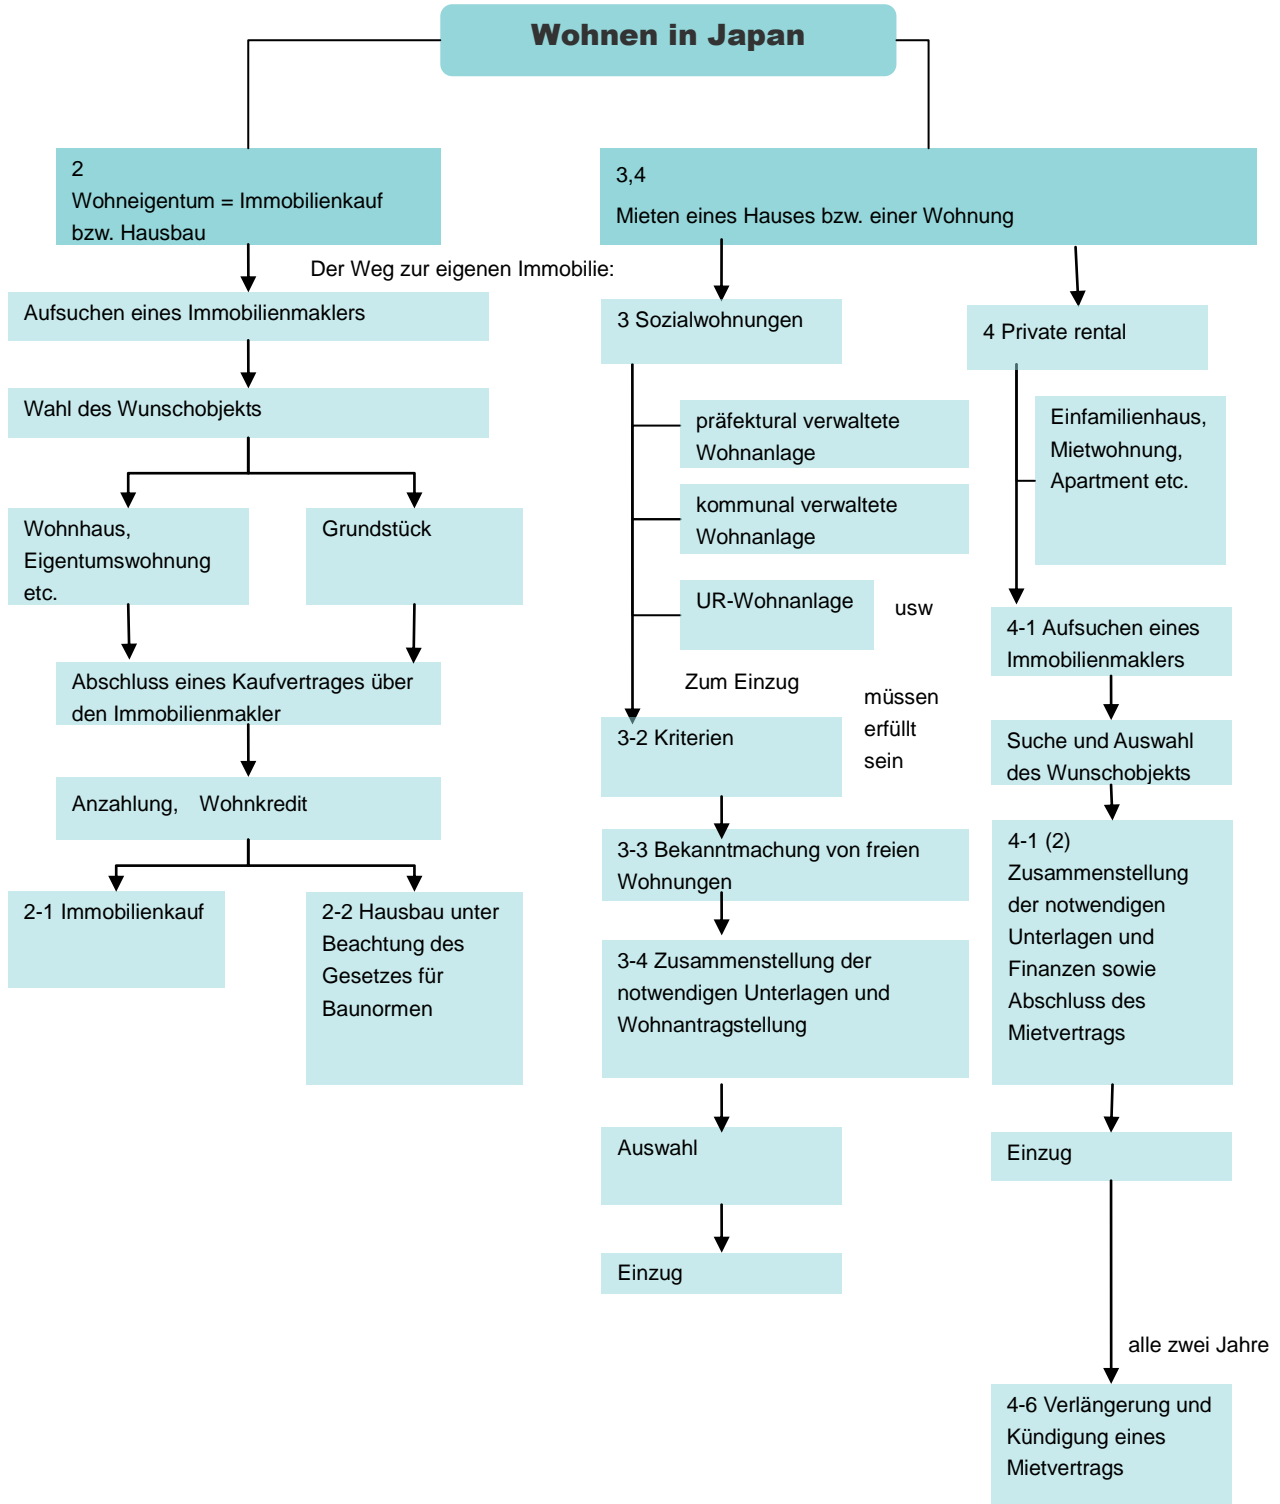 Wohnen in Japan
2
Wohneigentum = Immobilienkauf
bzw. Hausbau
Der Weg zur eigenen Immobilie:
Aufsuchen eines Immobilienmaklers
Wahl des Wunschobjekts
Wohnhaus,
Eigentumswohnung
etc.
Grundstück
Abschluss eines Kaufvertrages über
den Immobilienmakler
Anzahlung, Wohnkredit
2-1 Immobilienkauf
2-2 Hausbau unter
Beachtung des
Gesetzes für
Baunormen
3,4
Mieten eines Hauses bzw. einer Wohnung
3 Sozialwohnungen
präfektural verwaltete
Wohnanlage
kommunal verwaltete
Wohnanlage
UR-Wohnanlage
usw
Zum Einzug
müssen
erfüllt
sein
3-2 Kriterien
3-3 Bekanntmachung von freien
Wohnungen
3-4 Zusammenstellung der
notwendigen Unterlagen und
Wohnantragstellung
Auswahl
Einzug
4 Private rental
Einfamilienhaus,
Mietwohnung,
Apartment etc.
4-1 Aufsuchen eines
Immobilienmaklers
Suche und Auswahl
des Wunschobjekts
4-1 (2)
Zusammenstellung
der notwendigen
Unterlagen und
Finanzen sowie
Abschluss des
Mietvertrags
Einzug
alle zwei Jahre
4-6 Verlängerung und
Kündigung eines
Mietvertrags